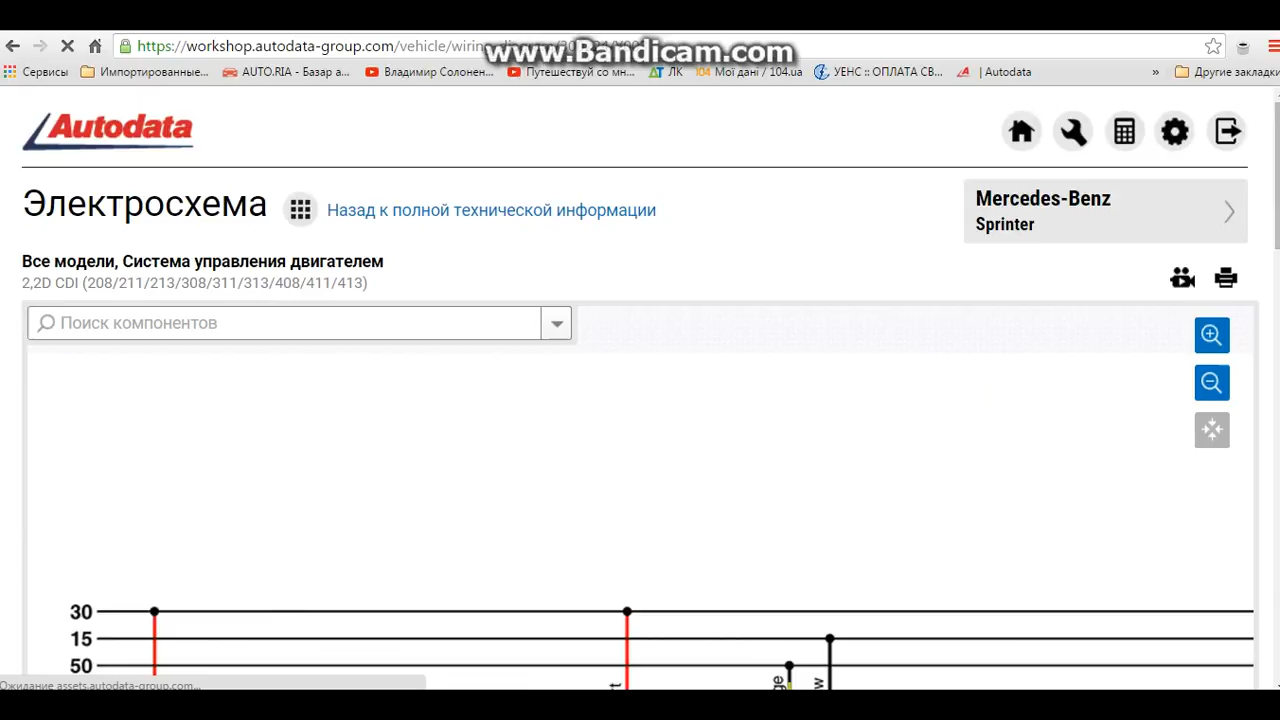 https://workshop.autodata-group.com/vehicle/wirin
www.Bandicam.com
Сервисы Импортированные... AUTO.RIA - Базар а... Владимир Солонен... Путешествуй со мн... ЛК 104 Мої дані / 104.ua УЕНС :: ОПЛАТА СВ... | Autodata » Другие закладки
Autodata
Электросхема
Назад к полной технической информации
Mercedes-Benz
Sprinter
Все модели, Система управления двигателем
2,2D CDI (208/211/213/308/311/313/408/411/413)
Поиск компонентов
30
15
50
Ожидание assets.autodata-group.com...